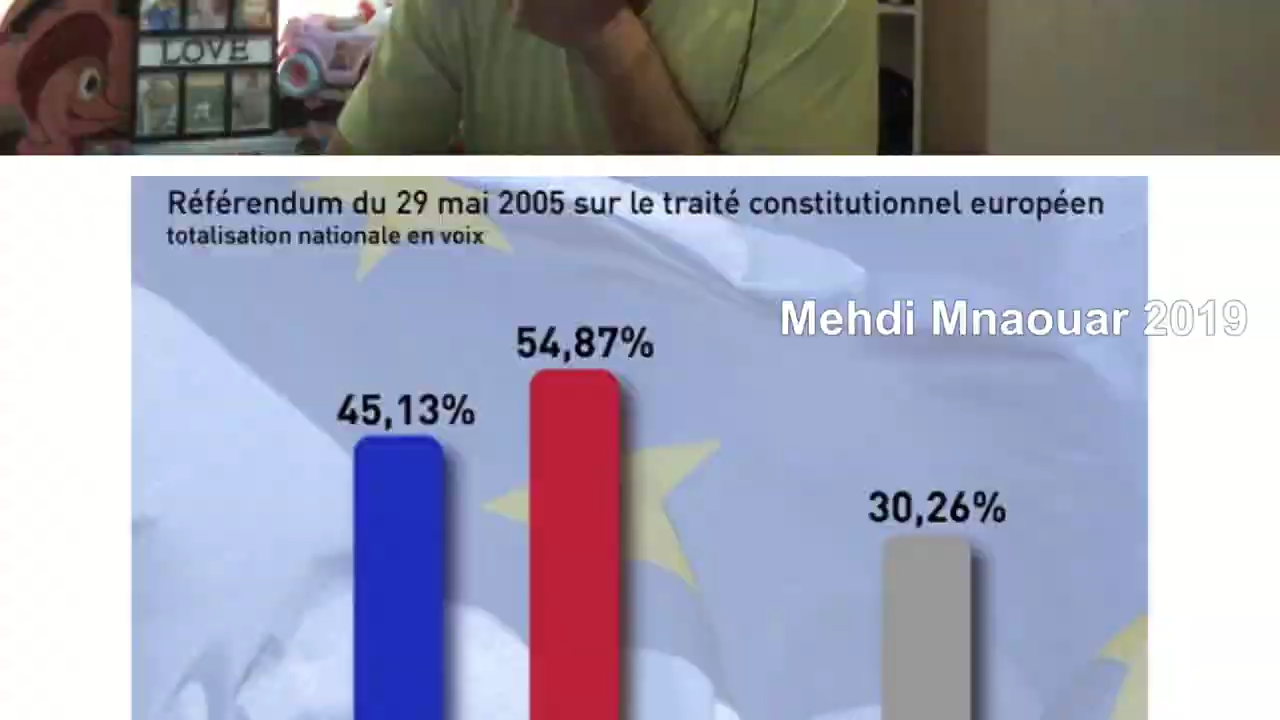 LOVE
Référendum du 29 mai 2005 sur le traité constitutionnel européen
totalisation nationale en voix
Mehdi Mnaouar 2019
54,87%
45,13%
30,26%